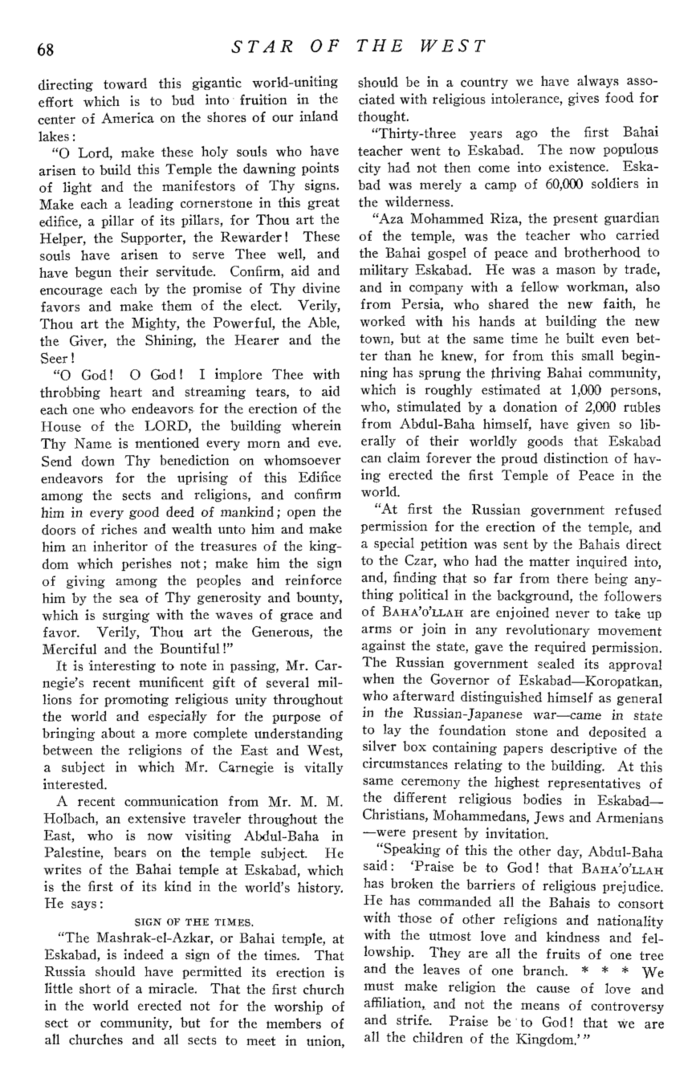 68
STAR OF THE WEST
directing toward this gigantic world-uniting
effort which is to bud into fruition in the
center of America on the shores of our inland
lakes:
"O Lord, make these holy souls who have
arisen to build this Temple the dawning points
of light and the manifestors of Thy signs.
Make each a leading cornerstone in this great
edifice, a pillar of its pillars, for Thou art the
Helper, the Supporter, the Rewarder! These
souls have arisen to serve Thee well, and
have begun their servitude. Confirm, aid and
encourage each by the promise of Thy divine
favors and make them of the elect. Verily,
Thou art the Mighty, the Powerful, the Able,
the Giver, the Shining, the Hearer and the
Seer!
"O God! O God! I implore Thee with
throbbing heart and streaming tears, to aid
each one who endeavors for the erection of the
House of the LORD, the building wherein
Thy Name is mentioned every morn and eve.
Send down Thy benediction on whomsoever
endeavors for the uprising of this Edifice
among the sects and religions, and confirm
him in every good deed of mankind; open the
doors of riches and wealth unto him and make
him an inheritor of the treasures of the king-
dom which perishes not; make him the sign
of giving among the peoples and reinforce
him by the sea of Thy generosity and bounty,
which is surging with the waves of grace and
favor. Verily, Thou art the Generous, the
Merciful and the Bountiful!"
It is interesting to note in passing, Mr. Car-
negie's recent munificent gift of several mil-
lions for promoting religious unity throughout
the world and especially for the purpose of
bringing about a more complete understanding
between the religions of the East and West,
a subject in which Mr. Carnegie is vitally
interested.
A recent communication from Mr. M. M.
Holbach, an extensive traveler throughout the
East, who is now visiting Abdul-Baha in
Palestine, bears on the temple subject. He
writes of the Bahai temple at Eskabad, which
is the first of its kind in the world's history.
He says:
SIGN OF THE TIMES.
"The Mashrak-el-Azkar, or Bahai temple, at
Eskabad, is indeed a sign of the times. That
Russia should have permitted its erection is
little short of a miracle. That the first church
in the world erected not for the worship of
sect or community, but for the members of
all churches and all sects to meet in union,
should be in a country we have always asso-
ciated with religious intolerance, gives food for
thought.
"Thirty-three years ago the first Bahai
teacher went to Eskabad. The now populous
city had not then come into existence. Eska-
bad was merely a camp of 60,000 soldiers in
the wilderness.
"Aza Mohammed Riza, the present guardian
of the temple, was the teacher who carried
the Bahai gospel of peace and brotherhood to
military Eskabad. He was a mason by trade,
and in company with a fellow workman, also
from Persia, who shared the new faith, he
worked with his hands at building the new
town, but at the same time he built even bet-
ter than he knew, for from this small begin-
ning has sprung the thriving Bahai community,
which is roughly estimated at 1,000 persons,
who, stimulated by a donation of 2,000 rubles
from Abdul-Baha himself, have given so lib-
erally of their worldly goods that Eskabad
can claim forever the proud distinction of hav-
ing erected the first Temple of Peace in the
world.
"At first the Russian government refused
permission for the erection of the temple, and
a special petition was sent by the Bahais direct
to the Czar, who had the matter inquired into,
and, finding that so far from there being any-
thing political in the background, the followers
of BAHA'O'LLAH are enjoined never to take up
arms or join in any revolutionary movement
against the state, gave the required permission.
The Russian government sealed its approval
when the Governor of Eskabad—Koropatkan,
who afterward distinguished himself as general
in the Russian-Japanese war—came in state
to lay the foundation stone and deposited a
silver box containing papers descriptive of the
circumstances relating to the building. At this
same ceremony the highest representatives of
the different religious bodies in Eskabad—
Christians, Mohammedans, Jews and Armenians
—were present by invitation.
"Speaking of this the other day, Abdul-Baha
said: 'Praise be to God! that BAHA'O'LLAH
has broken the barriers of religious prejudice.
He has commanded all the Bahais to consort
with those of other religions and nationality
with the utmost love and kindness and fel-
lowship. They are all the fruits of one tree
and the leaves of one branch. * * * We
must make religion the cause of love and
affiliation, and not the means of controversy
and strife. Praise be to God! that we are
all the children of the Kingdom.'"